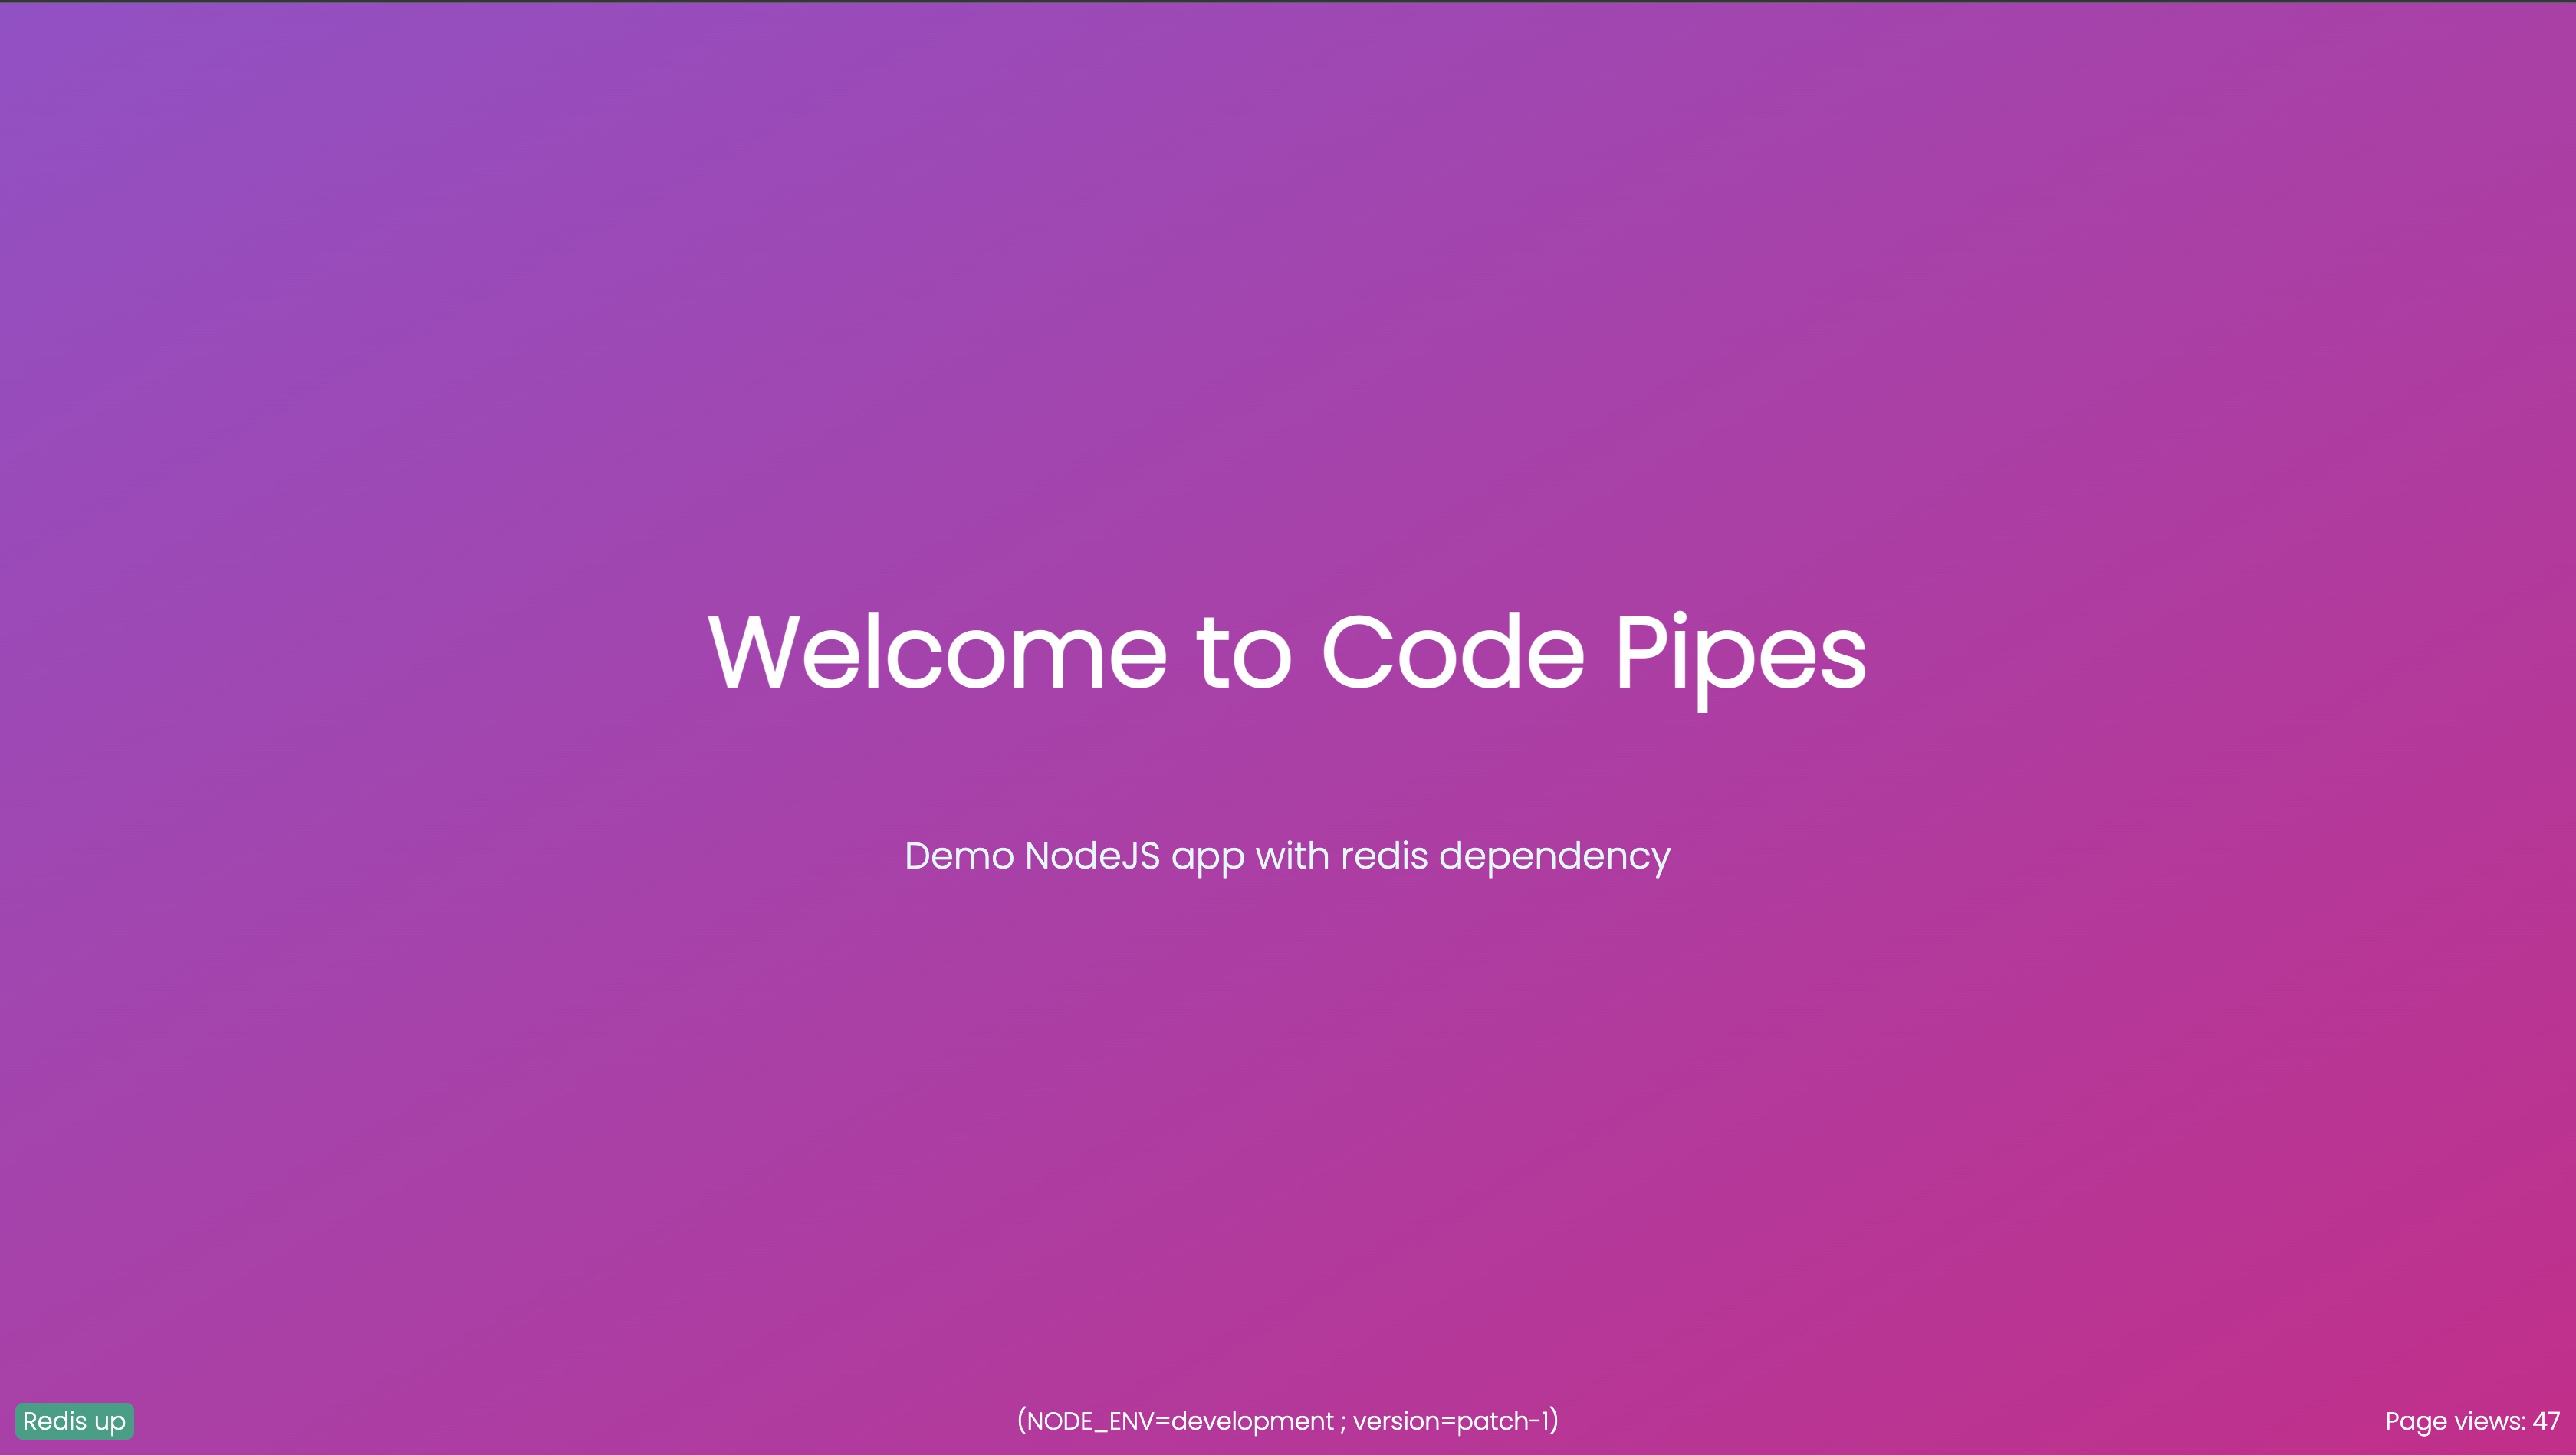 Welcome to Code Pipes
Demo NodeJS app with redis dependency
Redis up
(NODE_ENV=development ; version=patch-1)
Page views: 47